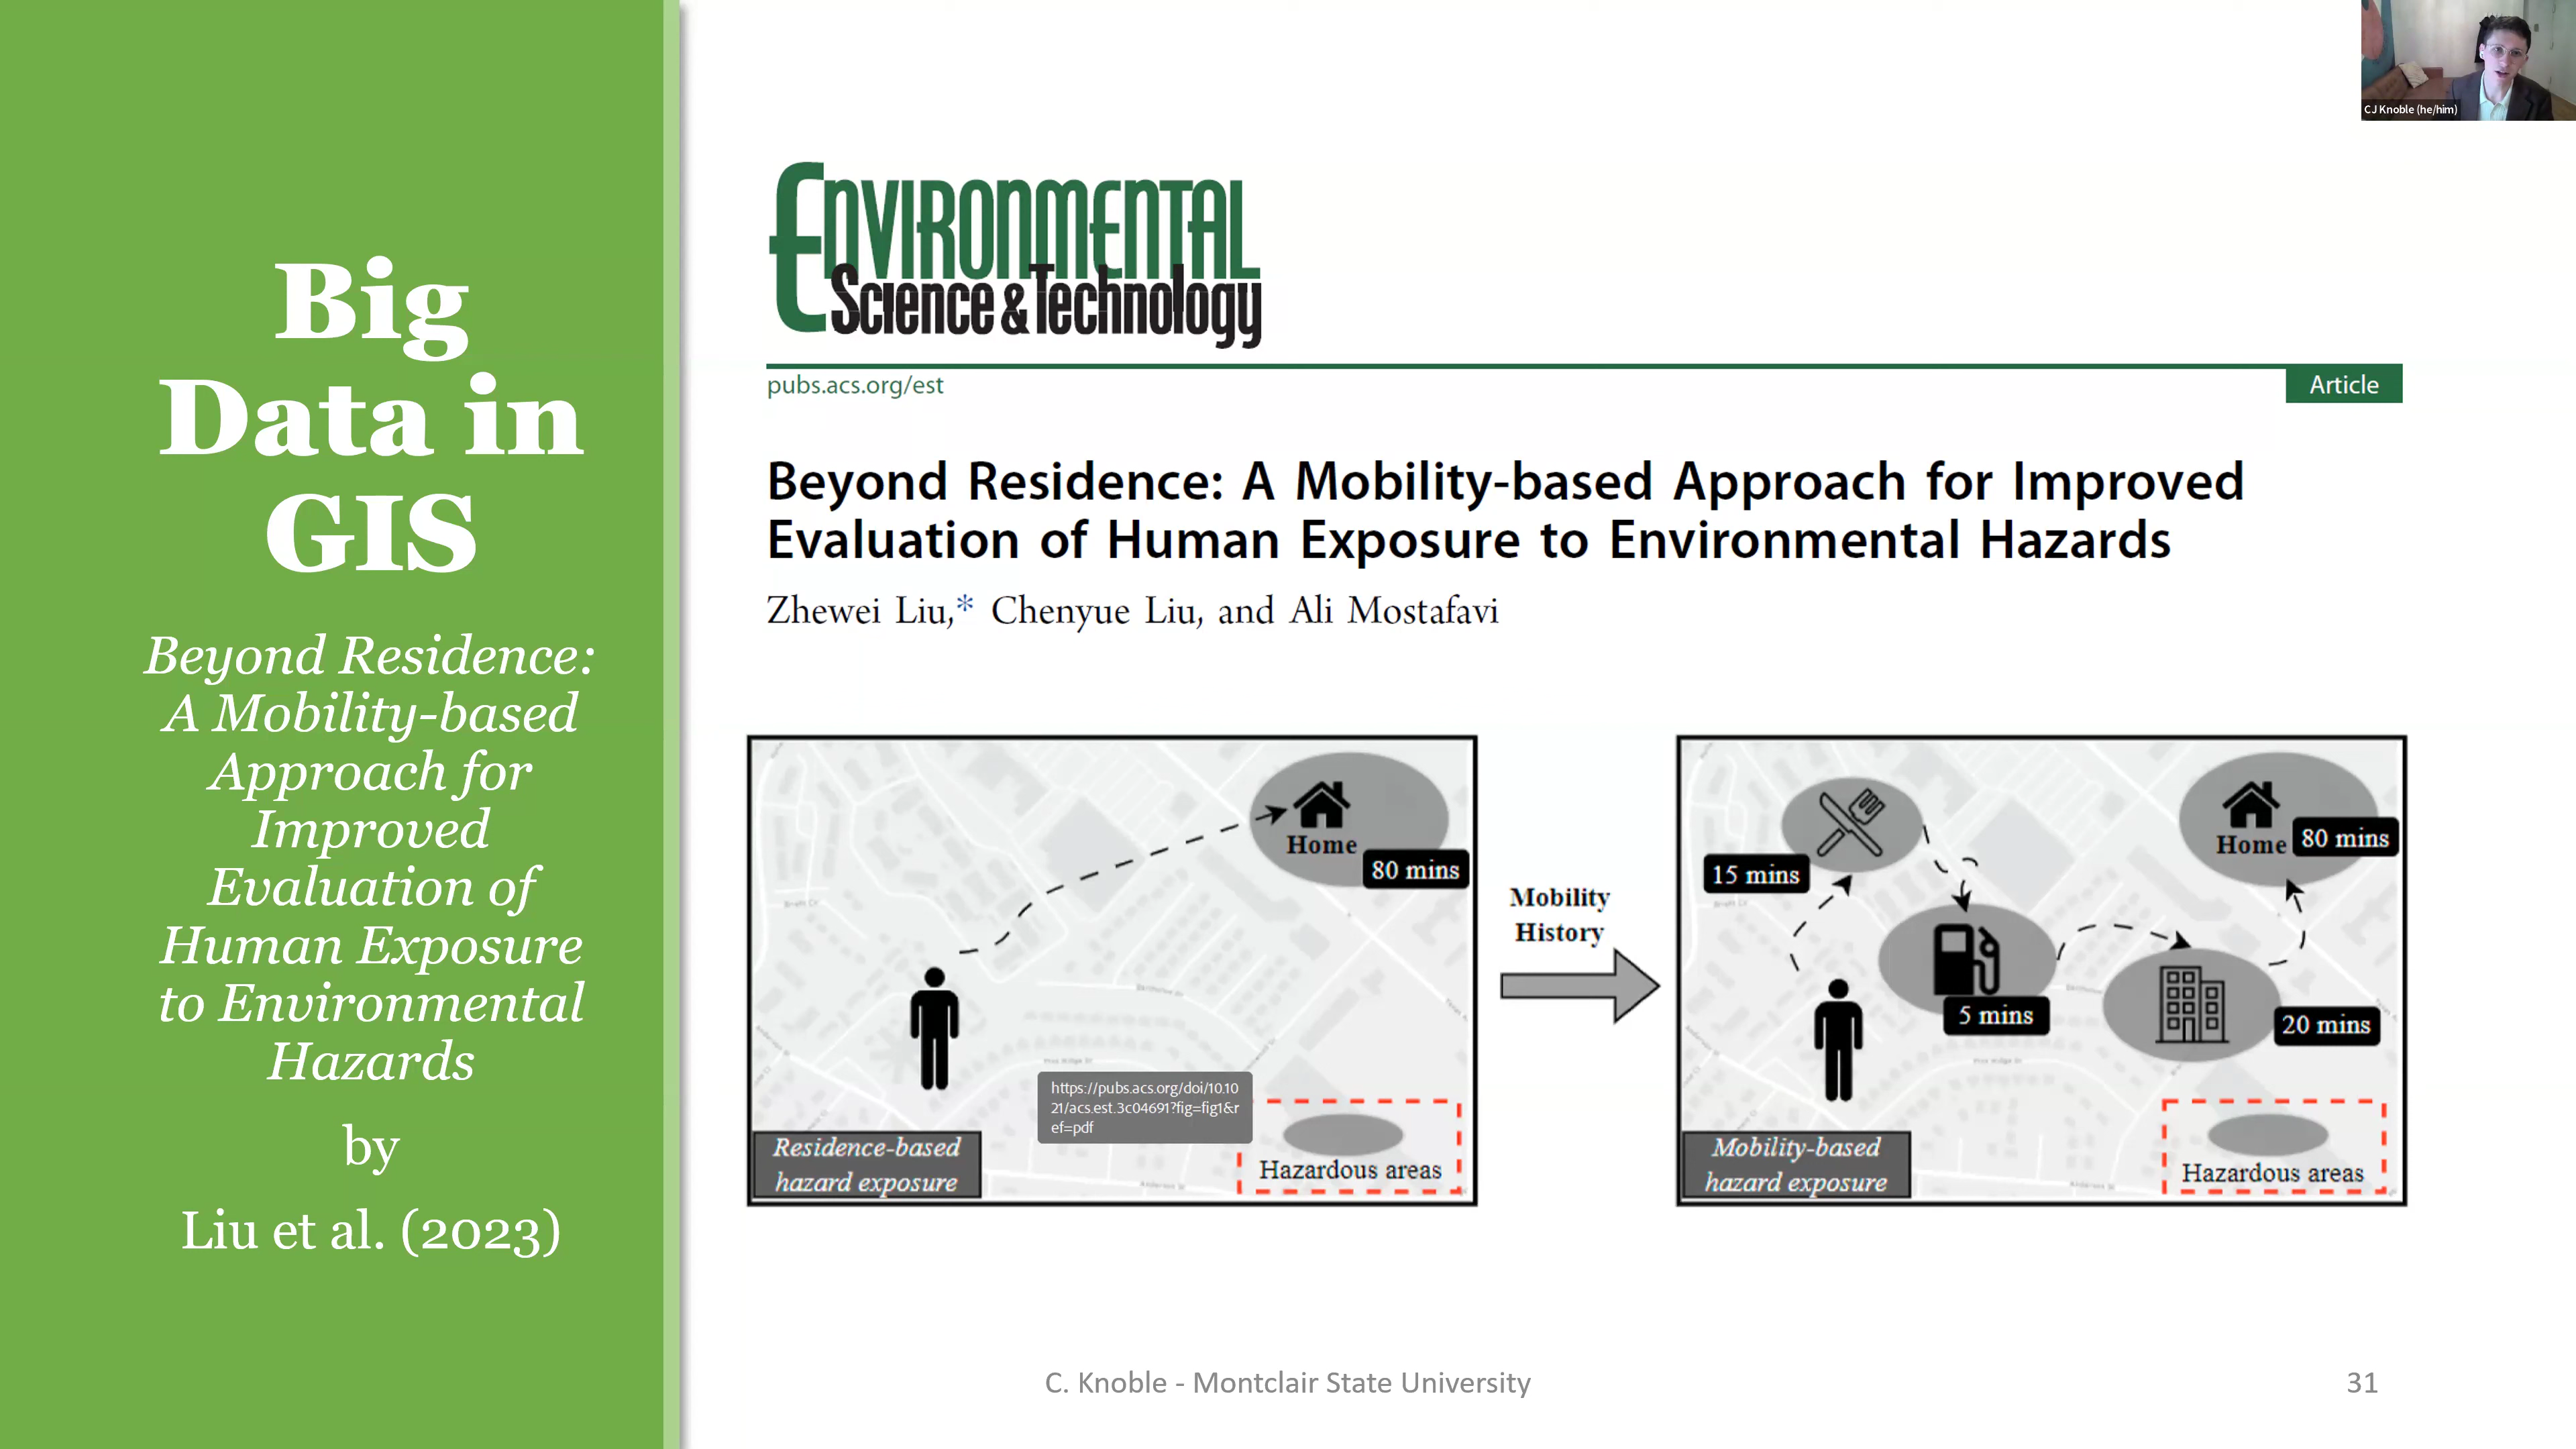 Big
Data in
GIS
Beyond Residence:
A Mobility-based
Approach for
Improved
Evaluation of
Human Exposure
to Environmental
Hazards
by
Liu et al. (2023)
CJ Knoble (he/him)
Environmental
Science & Technology
pubs.acs.org/est
Article
Beyond Residence: A Mobility-based Approach for Improved
Evaluation of Human Exposure to Environmental Hazards
Zhewei Liu,* Chenyue Liu, and Ali Mostafavi
Home
80 mins
https://pubs.acs.org/doi/10.10
21/acs.est.3c04691?fig=fig1&r
ef=pdf
Residence-based
hazard exposure
Hazardous areas
Mobility
History
15 mins
5 mins
20 mins
Home
80 mins
Mobility-based
hazard exposure
Hazardous areas
C. Knoble - Montclair State University
31